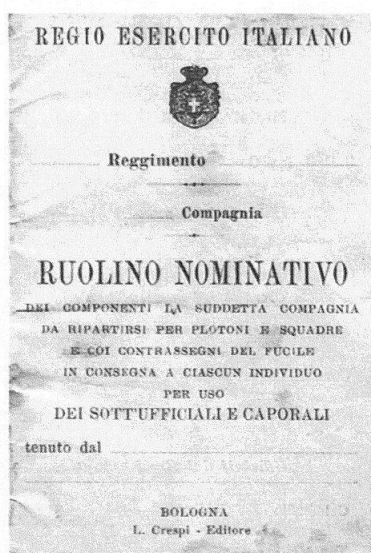 REGIO ESERCITO ITALIANO
Reggimento
Compagnia
RUOLINO NOMINATIVO
DEI COMPONENTI LA SUDDETTA COMPAGNIA
DA RIPARTIRSI PER PLOTONI E SQUADRE
E COI CONTRASSEGNI DEL FUCILE
IN CONSEGNA A CIASCUN INDIVIDUO
PER USO
DEI SOTT'UFFICIALI E CAPORALI
tenuto dal
BOLOGNA
L. Crespi - Editore